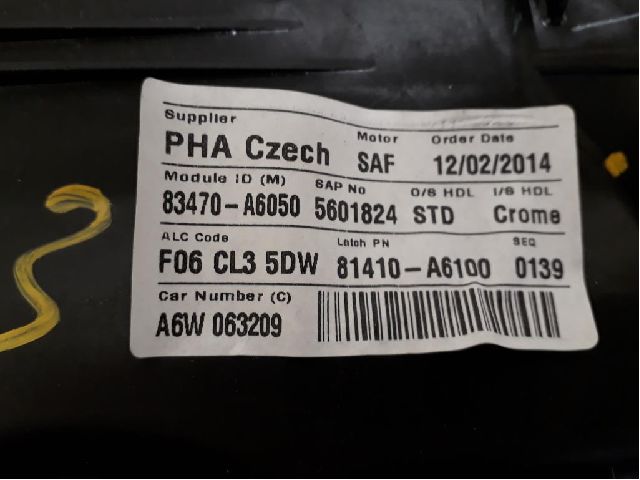 Supplier Motor Order Date
PHA Czech SAF 12/02/2014
Module ID (M) SAP No O/S HDL I/S HDL
83470-A6050 5601824 STD Crome
ALC Code Latch PN SEQ
F06 CL3 5DW 81410-A6100 0139
Car Number (C)
A6W 063209